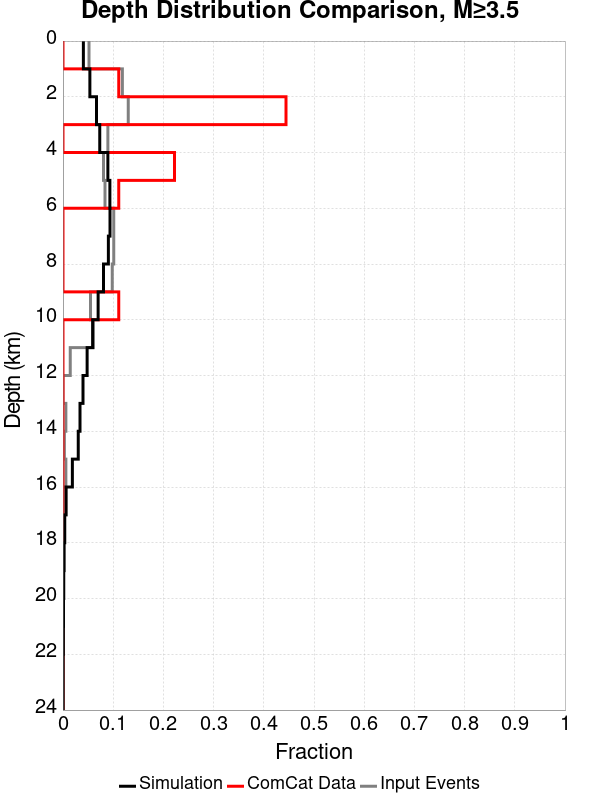 Depth Distribution Comparison, M≥3.5
0
2
4
6
8
10
12
14
16
18
20
22
24
Depth (km)
0 0.1 0.2 0.3 0.4 0.5 0.6 0.7 0.8 0.9 1
Fraction
Simulation ComCat Data Input Events